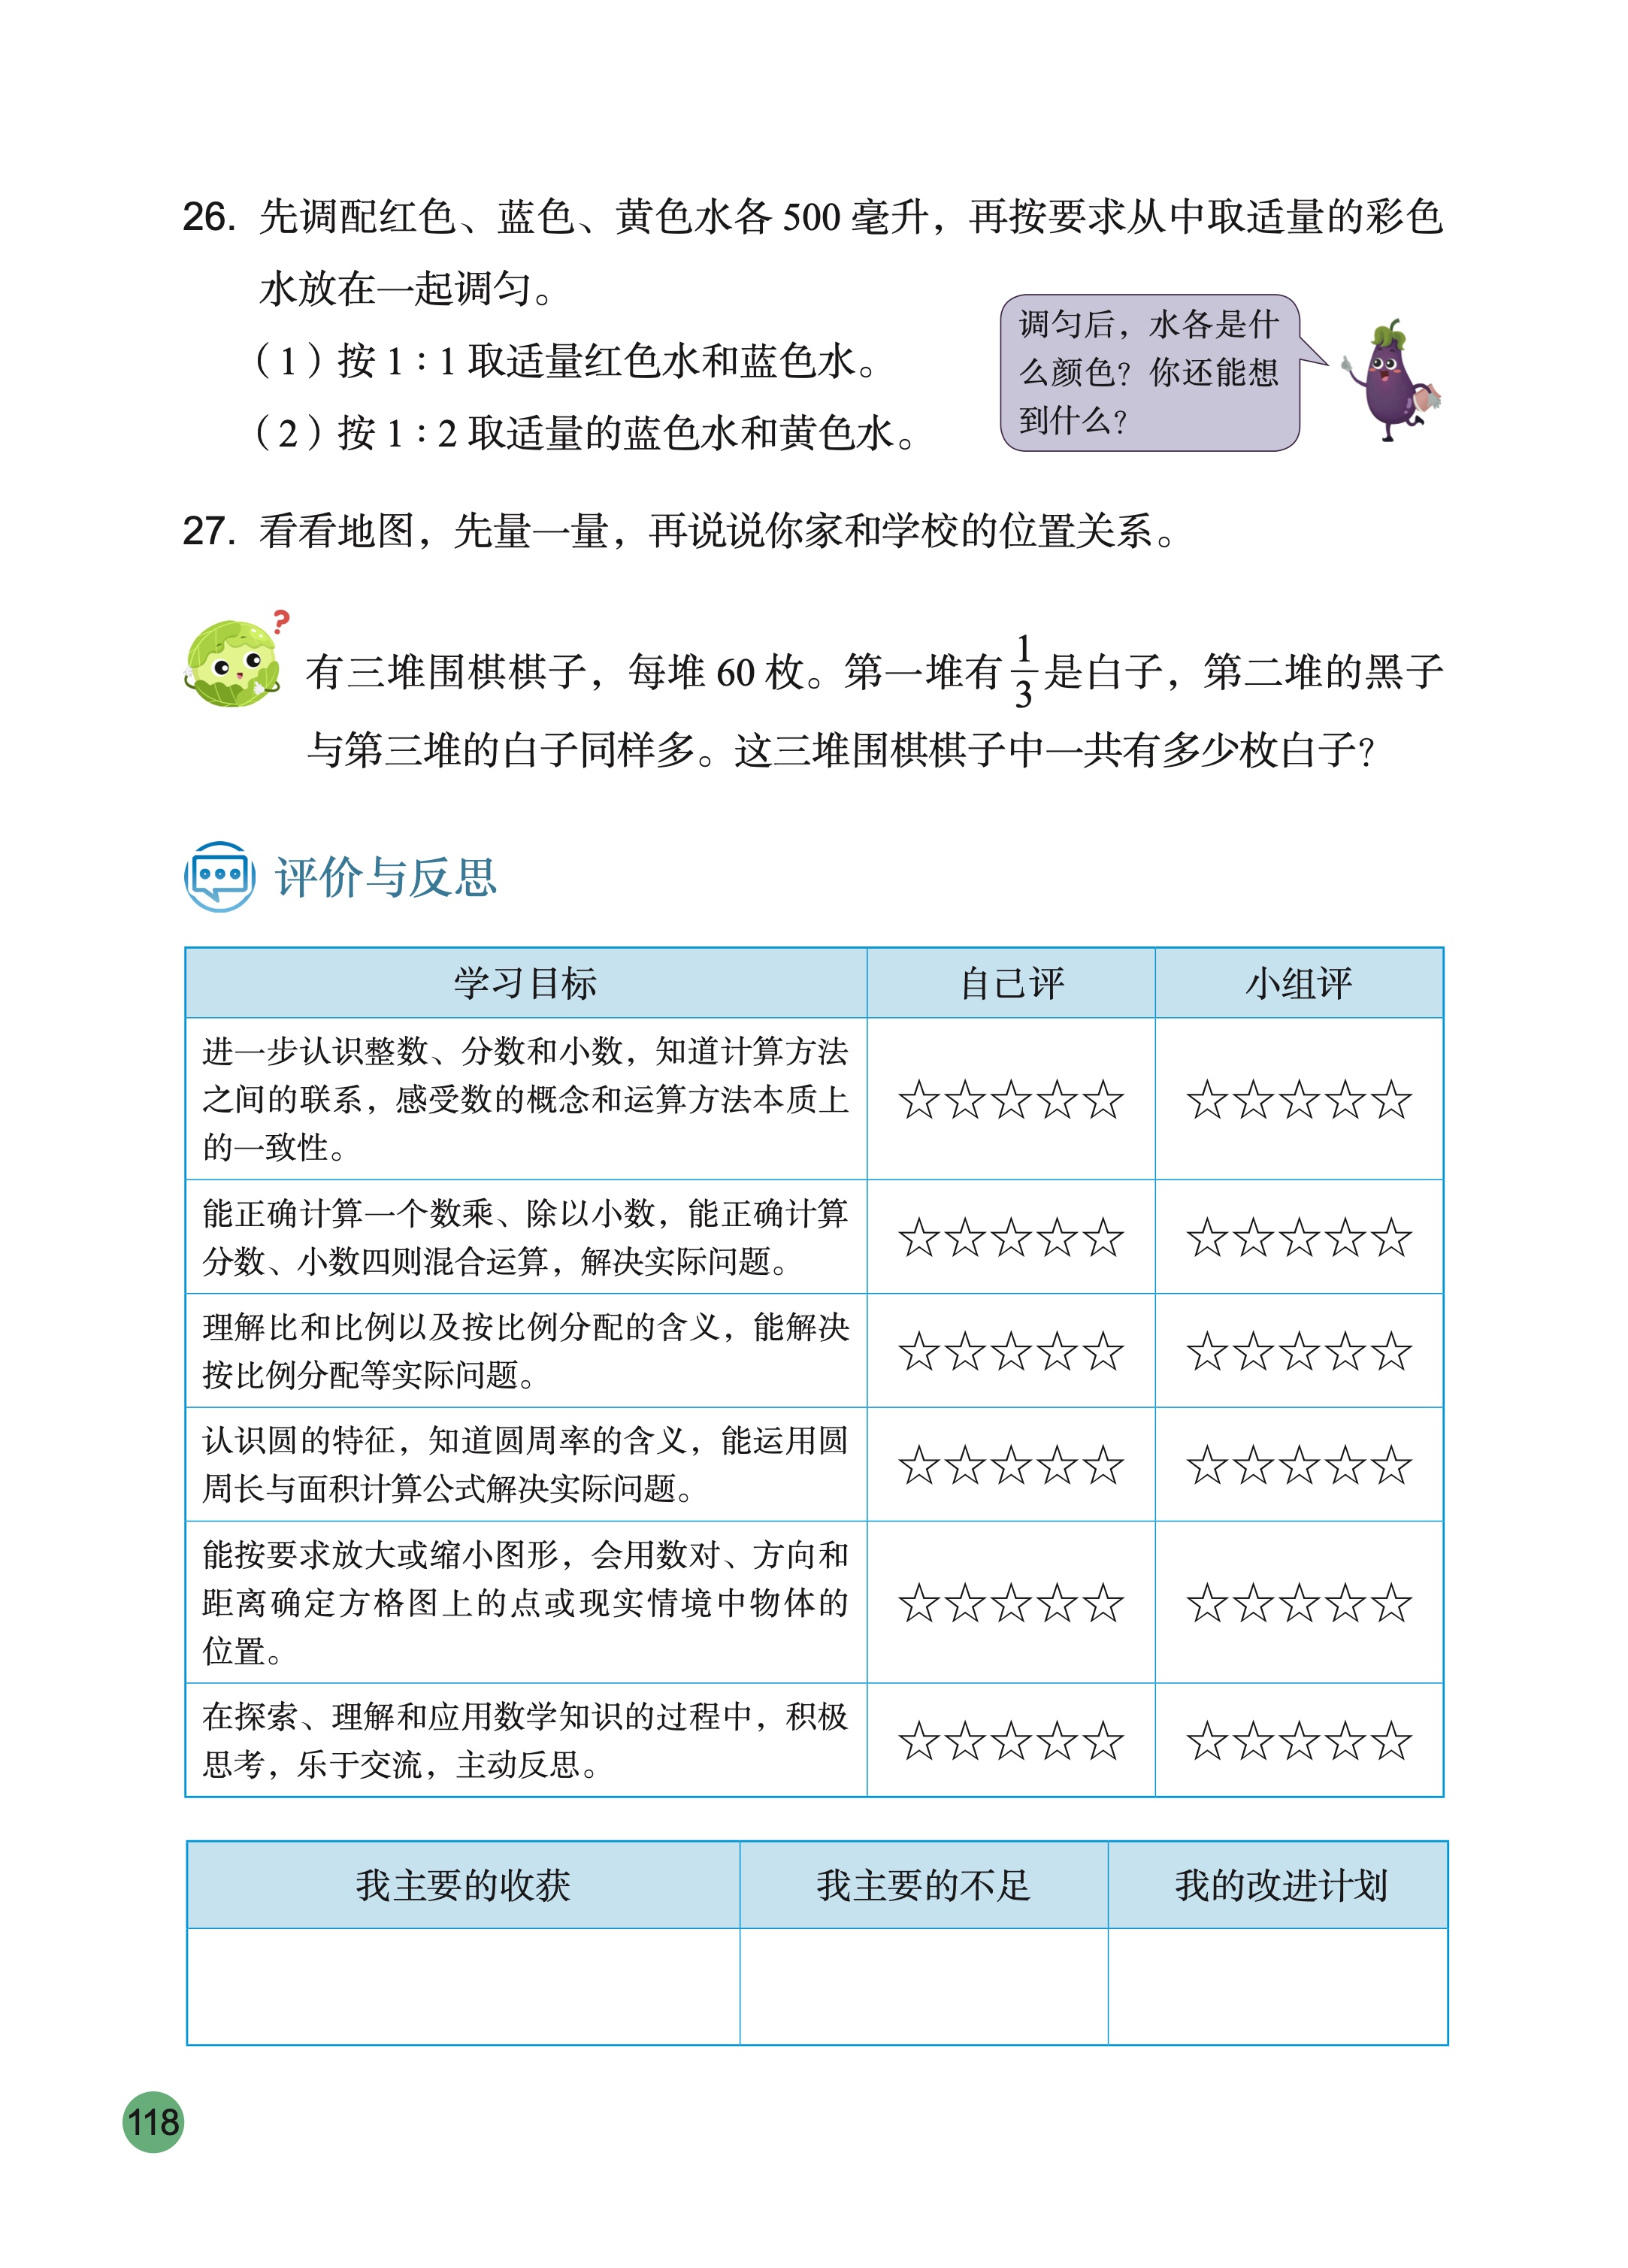 26. 先调配红色、蓝色、黄色水各 500 毫升，再按要求从中取适量的彩色
水放在一起调匀。
（1）按 1∶1 取适量红色水和蓝色水。
（2）按 1∶2 取适量的蓝色水和黄色水。
调匀后，水各是什
么颜色？你还能想
到什么？
27. 看看地图，先量一量，再说说你家和学校的位置关系。
?
有三堆围棋棋子，每堆 60 枚。第一堆有 1/3 是白子，第二堆的黑子
与第三堆的白子同样多。这三堆围棋棋子中一共有多少枚白子？
评价与反思
学习目标 自己评 小组评
进一步认识整数、分数和小数，知道计算方法
之间的联系，感受数的概念和运算方法本质上
的一致性。
☆☆☆☆☆ ☆☆☆☆☆
能正确计算一个数乘、除以小数，能正确计算
分数、小数四则混合运算，解决实际问题。
☆☆☆☆☆ ☆☆☆☆☆
理解比和比例以及按比例分配的含义，能解决
按比例分配等实际问题。
☆☆☆☆☆ ☆☆☆☆☆
认识圆的特征，知道圆周率的含义，能运用圆
周长与面积计算公式解决实际问题。
☆☆☆☆☆ ☆☆☆☆☆
能按要求放大或缩小图形，会用数对、方向和
距离确定方格图上的点或现实情境中物体的
位置。
☆☆☆☆☆ ☆☆☆☆☆
在探索、理解和应用数学知识的过程中，积极
思考，乐于交流，主动反思。
☆☆☆☆☆ ☆☆☆☆☆
我主要的收获 我主要的不足 我的改进计划
118